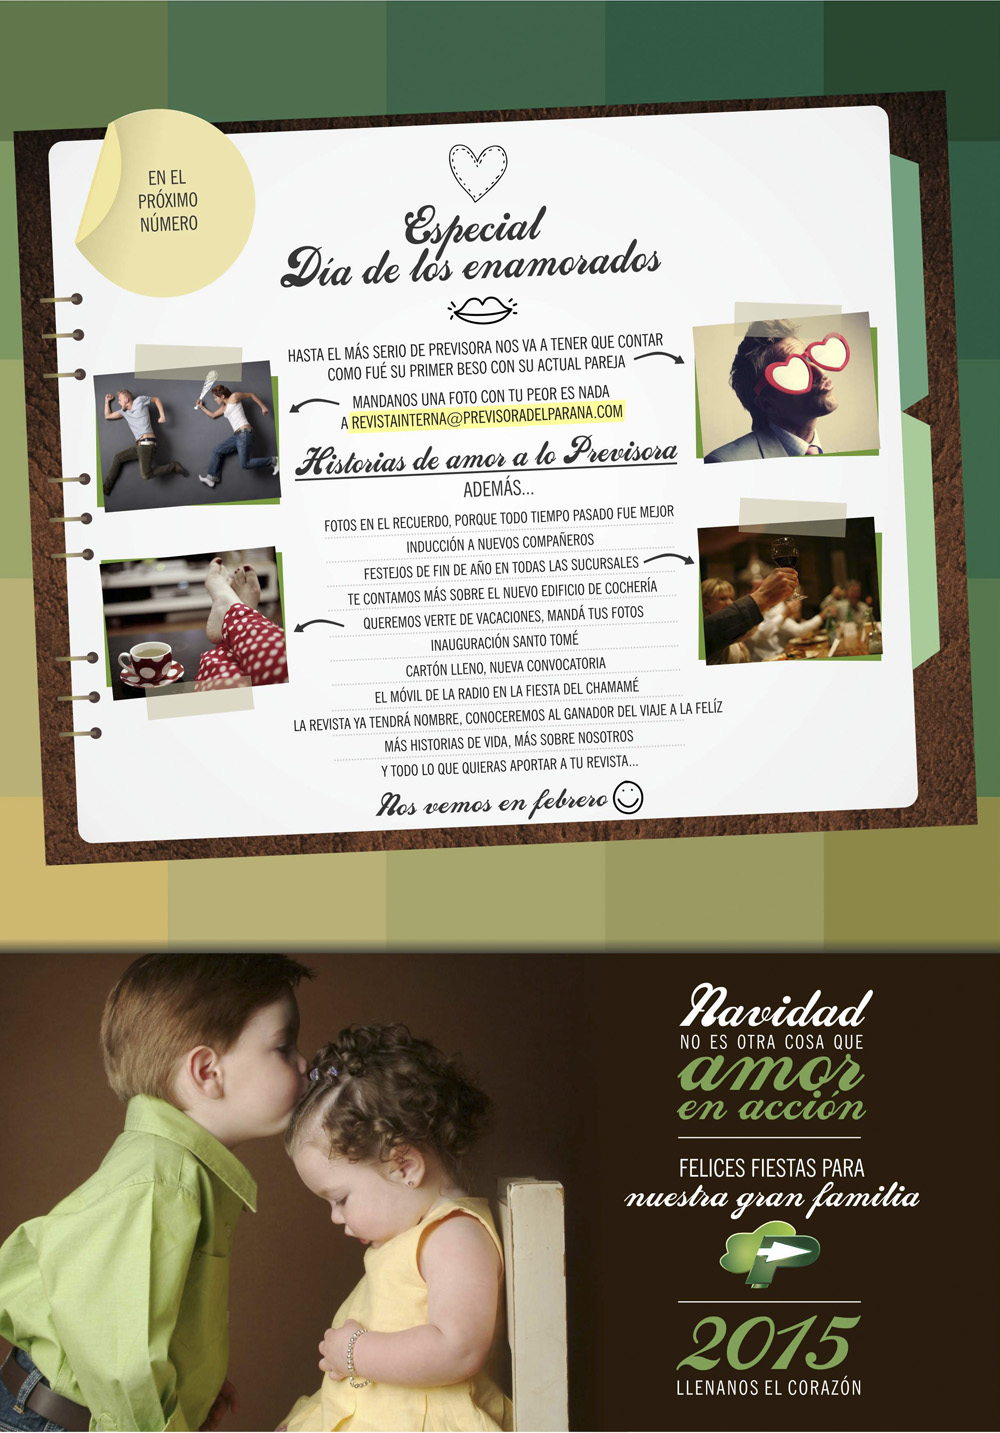 EN EL
PRÓXIMO
NÚMERO
Especial
Día de los enamorados
HASTA EL MÁS SERIO DE PREVISORA NOS VA A TENER QUE CONTAR
COMO FUÉ SU PRIMER BESO CON SU ACTUAL PAREJA
MANDANOS UNA FOTO CON TU PEOR ES NADA
A REVISTAINTERNA@PREVISORADELPARANA.COM
Historias de amor a lo Previsora
ADEMÁS...
FOTOS EN EL RECUERDO, PORQUE TODO TIEMPO PASADO FUE MEJOR
INDUCCIÓN A NUEVOS COMPAÑEROS
FESTEJOS DE FIN DE AÑO EN TODAS LAS SUCURSALES
TE CONTAMOS MÁS SOBRE EL NUEVO EDIFICIO DE COCHERÍA
QUEREMOS VERTE DE VACACIONES, MANDÁ TUS FOTOS
INAUGURACIÓN SANTO TOMÉ
CARTÓN LLENO, NUEVA CONVOCATORIA
EL MÓVIL DE LA RADIO EN LA FIESTA DEL CHAMAMÉ
LA REVISTA YA TENDRÁ NOMBRE, CONOCEREMOS AL GANADOR DEL VIAJE A LA FELÍZ
MÁS HISTORIAS DE VIDA, MÁS SOBRE NOSOTROS
Y TODO LO QUE QUIERAS APORTAR A TU REVISTA...
Nos vemos en febrero
Navidad
NO ES OTRA COSA QUE
amor
en acción
FELICES FIESTAS PARA
nuestra gran familia
P
2015
LLENANOS EL CORAZÓN